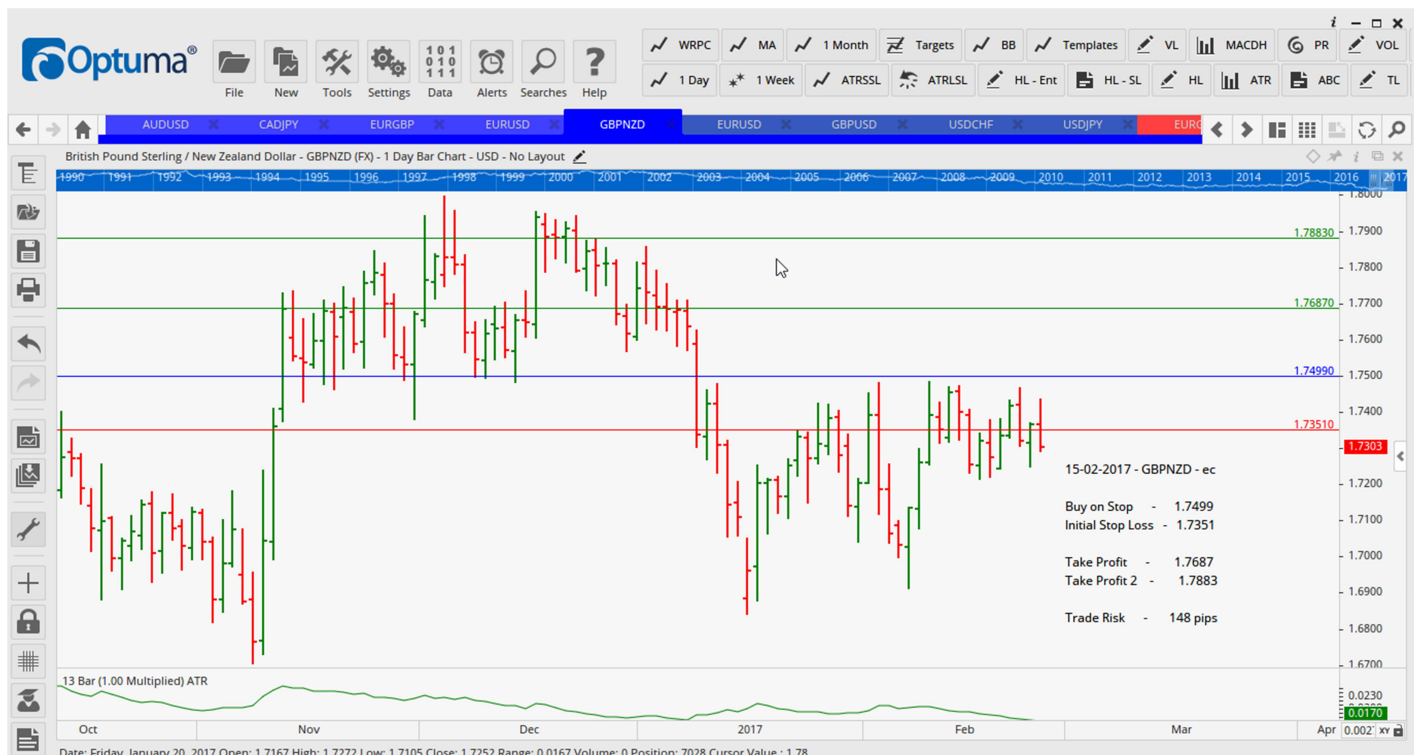 Optuma®
File New Tools Settings Data Alerts Searches Help
WRPC MA 1 Month Targets BB Templates VL MACDH PR VOL
1 Day 1 Week ATRSSL ATRLSL HL - Ent HL - SL HL ATR ABC TL
AUDUSD CADJPY EURGBP EURUSD GBPNZD EURUSD GBPUSD USDCHF USDJPY
British Pound Sterling / New Zealand Dollar - GBPNZD (FX) - 1 Day Bar Chart - USD - No Layout
1990 1991 1992 1993 1994 1995 1996 1997 1998 1999 2000 2001 2002 2003 2004 2005 2006 2007 2008 2009 2010 2011 2012 2013 2014 2015 2016 2017
1.8000
1.78830 1.7900
1.7800
1.76870 1.7700
1.7600
1.74990 1.7500
1.7400
1.73510
1.7303
15-02-2017 - GBPNZD - ec
1.7200
Buy on Stop - 1.7499
1.7100
Initial Stop Loss - 1.7351
1.7000
Take Profit - 1.7687
Take Profit 2 - 1.7883
1.6900
Trade Risk - 148 pips
1.6800
1.6700
13 Bar (1.00 Multiplied) ATR
0.0230
0.0170
Oct Nov Dec 2017 Feb Mar Apr XY
Date: Friday, January 20, 2017 Open: 1.7167 High: 1.7272 Low: 1.7105 Close: 1.7252 Range: 0.0167 Volume: 0 Position: 7028 Cursor Value : 1.78